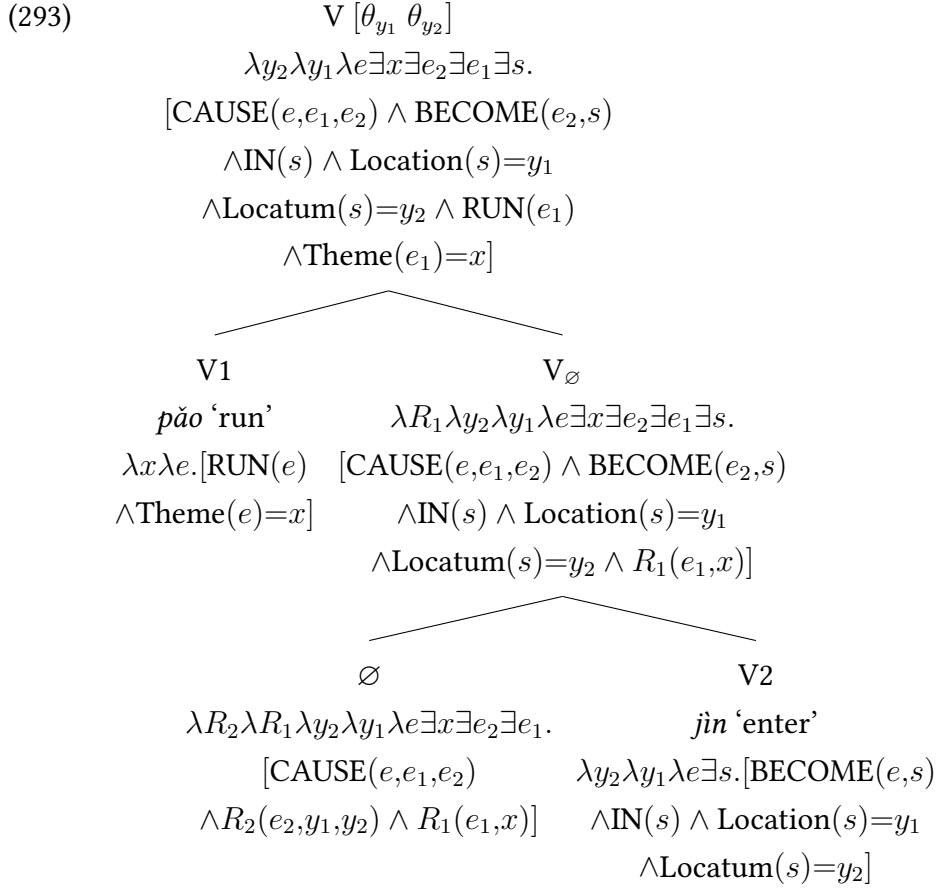 (293)
V [θ_{y₁} θ_{y₂}]
λy₂λy₁λe∃x∃e₂∃e₁∃s.
[CAUSE(e,e₁,e₂) ∧ BECOME(e₂,s)
∧IN(s) ∧ Location(s)=y₁
∧Locatum(s)=y₂ ∧ RUN(e₁)
∧Theme(e₁)=x]
V1
pǎo ‘run’
λxλe.[RUN(e)
∧Theme(e)=x]
V_∅
λR₁λy₂λy₁λe∃x∃e₂∃e₁∃s.
[CAUSE(e,e₁,e₂) ∧ BECOME(e₂,s)
∧IN(s) ∧ Location(s)=y₁
∧Locatum(s)=y₂ ∧ R₁(e₁,x)]
∅
λR₂λR₁λy₂λy₁λe∃x∃e₂∃e₁.
[CAUSE(e,e₁,e₂)
∧R₂(e₂,y₁,y₂) ∧ R₁(e₁,x)]
V2
jìn ‘enter’
λy₂λy₁λe∃s.[BECOME(e,s)
∧IN(s) ∧ Location(s)=y₁
∧Locatum(s)=y₂]